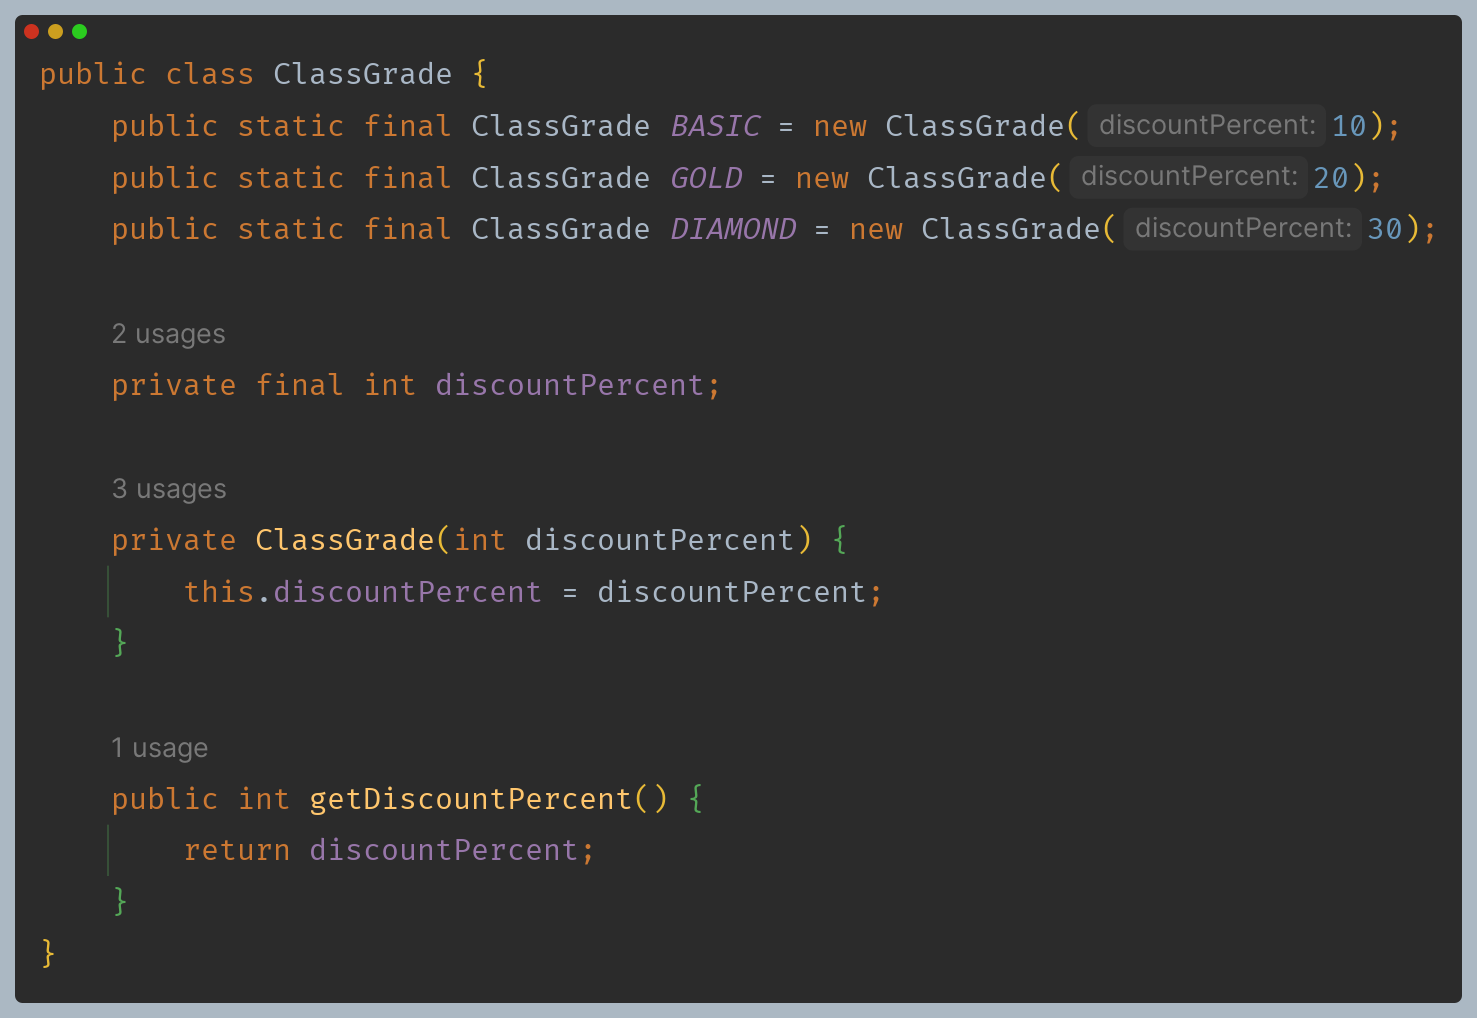 public class ClassGrade {
public static final ClassGrade BASIC = new ClassGrade( discountPercent: 10);
public static final ClassGrade GOLD = new ClassGrade( discountPercent: 20);
public static final ClassGrade DIAMOND = new ClassGrade( discountPercent: 30);
2 usages
private final int discountPercent;
3 usages
private ClassGrade(int discountPercent) {
this.discountPercent = discountPercent;
}
1 usage
public int getDiscountPercent() {
return discountPercent;
}
}